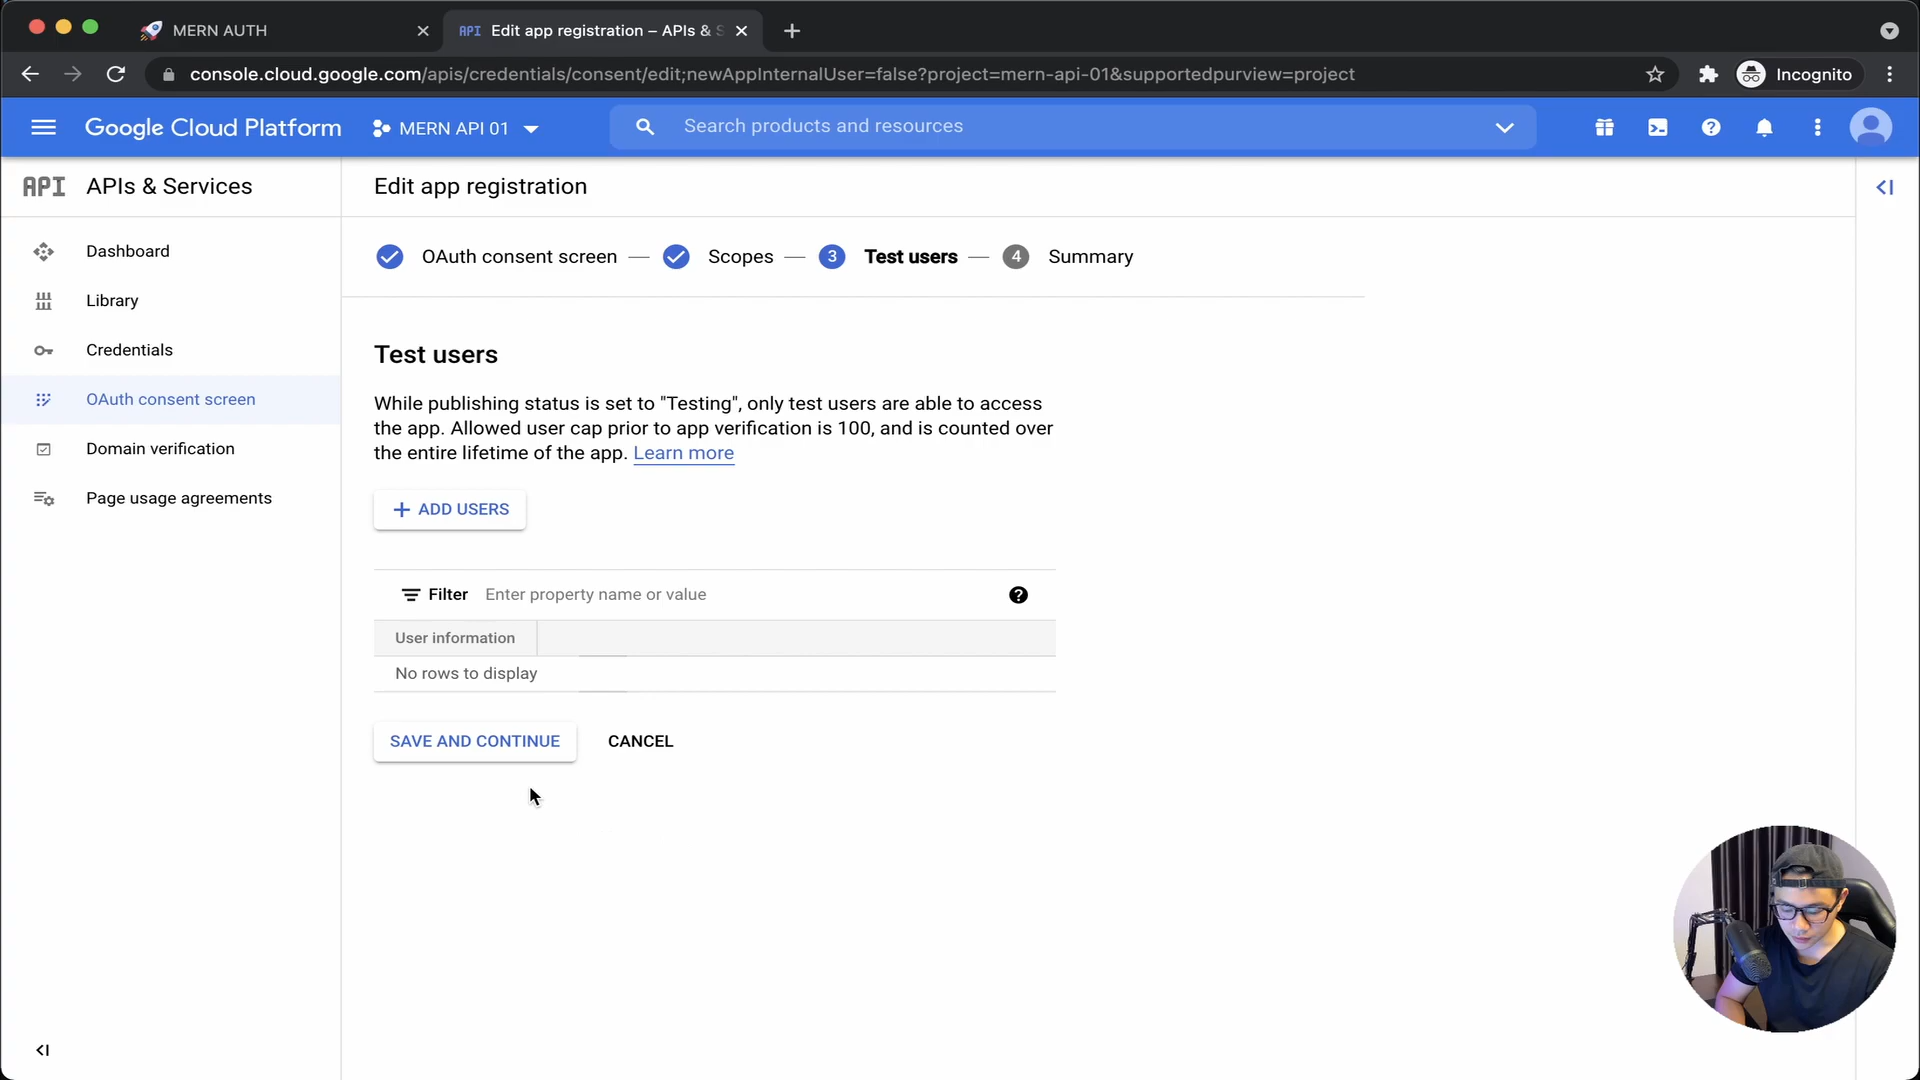 MERN AUTH
API Edit app registration – APIs & S
console.cloud.google.com/apis/credentials/consent/edit;newAppInternalUser=false?project=mern-api-01&supportedpurview=project
Incognito
Google Cloud Platform
MERN API 01
Search products and resources
API APIs & Services
Edit app registration
Dashboard
Library
Credentials
OAuth consent screen
Domain verification
Page usage agreements
OAuth consent screen
Scopes
3 Test users
4 Summary
Test users
While publishing status is set to "Testing", only test users are able to access
the app. Allowed user cap prior to app verification is 100, and is counted over
the entire lifetime of the app. Learn more
+ ADD USERS
Filter Enter property name or value
User information
No rows to display
SAVE AND CONTINUE
CANCEL